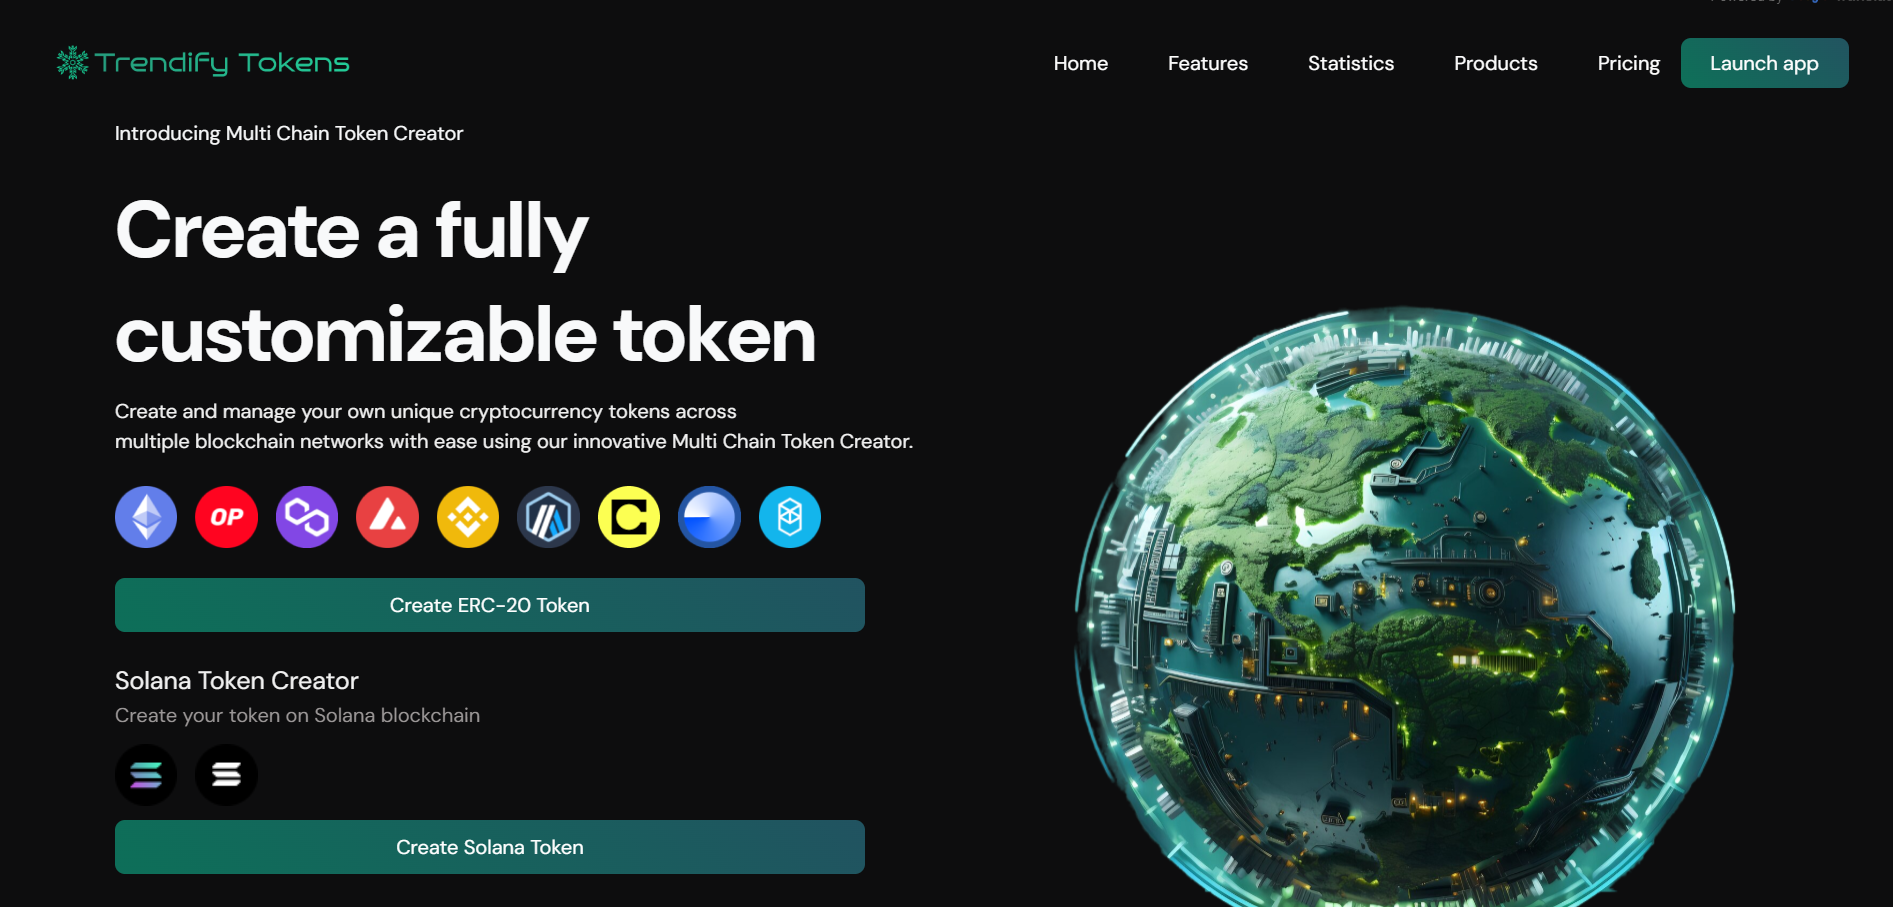 Powered by
Trendify Tokens
Home
Features
Statistics
Products
Pricing
Launch app
Introducing Multi Chain Token Creator
Create a fully
customizable token
Create and manage your own unique cryptocurrency tokens across
multiple blockchain networks with ease using our innovative Multi Chain Token Creator.
OP
Create ERC-20 Token
Solana Token Creator
Create your token on Solana blockchain
Create Solana Token